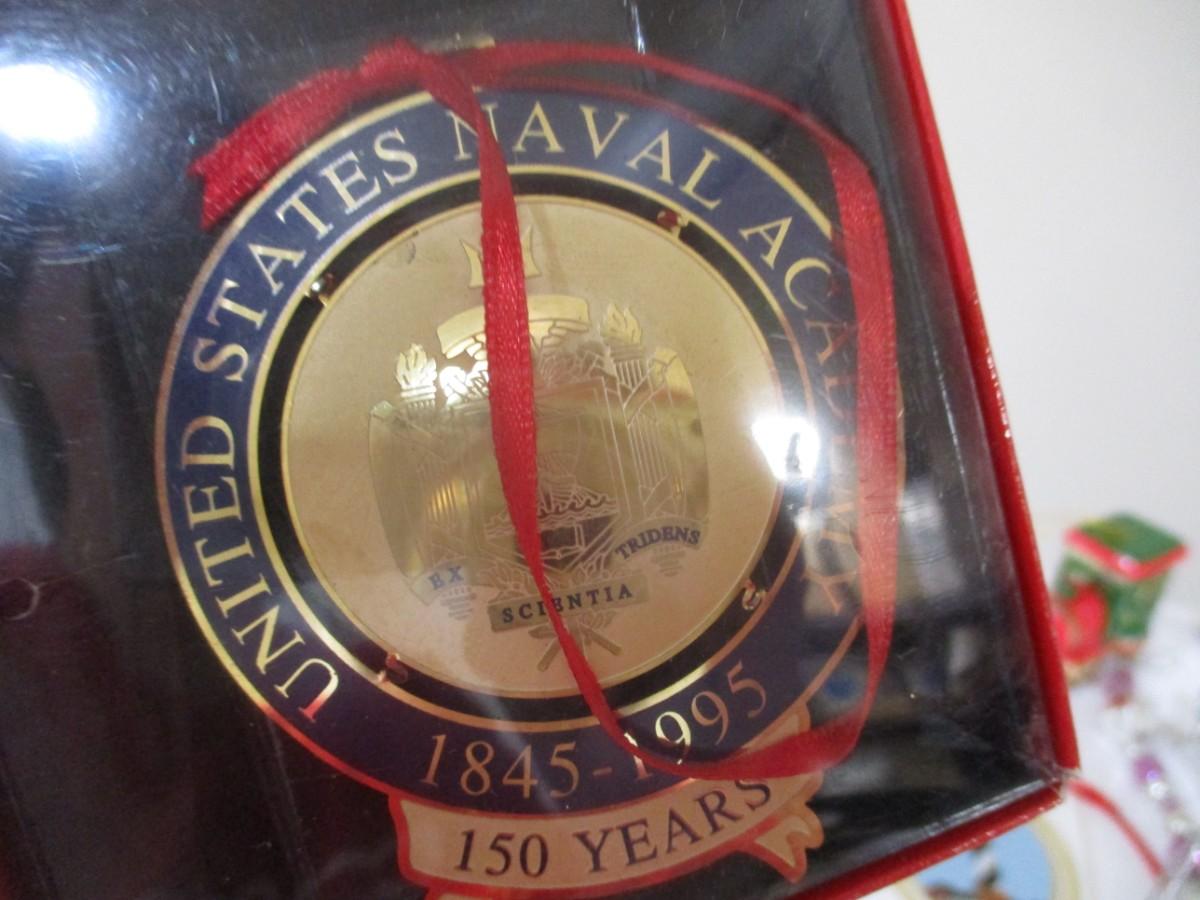 UNITED STATES NAVAL ACADEMY
EX
SCIENTIA
TRIDENS
1845-1995
150 YEARS